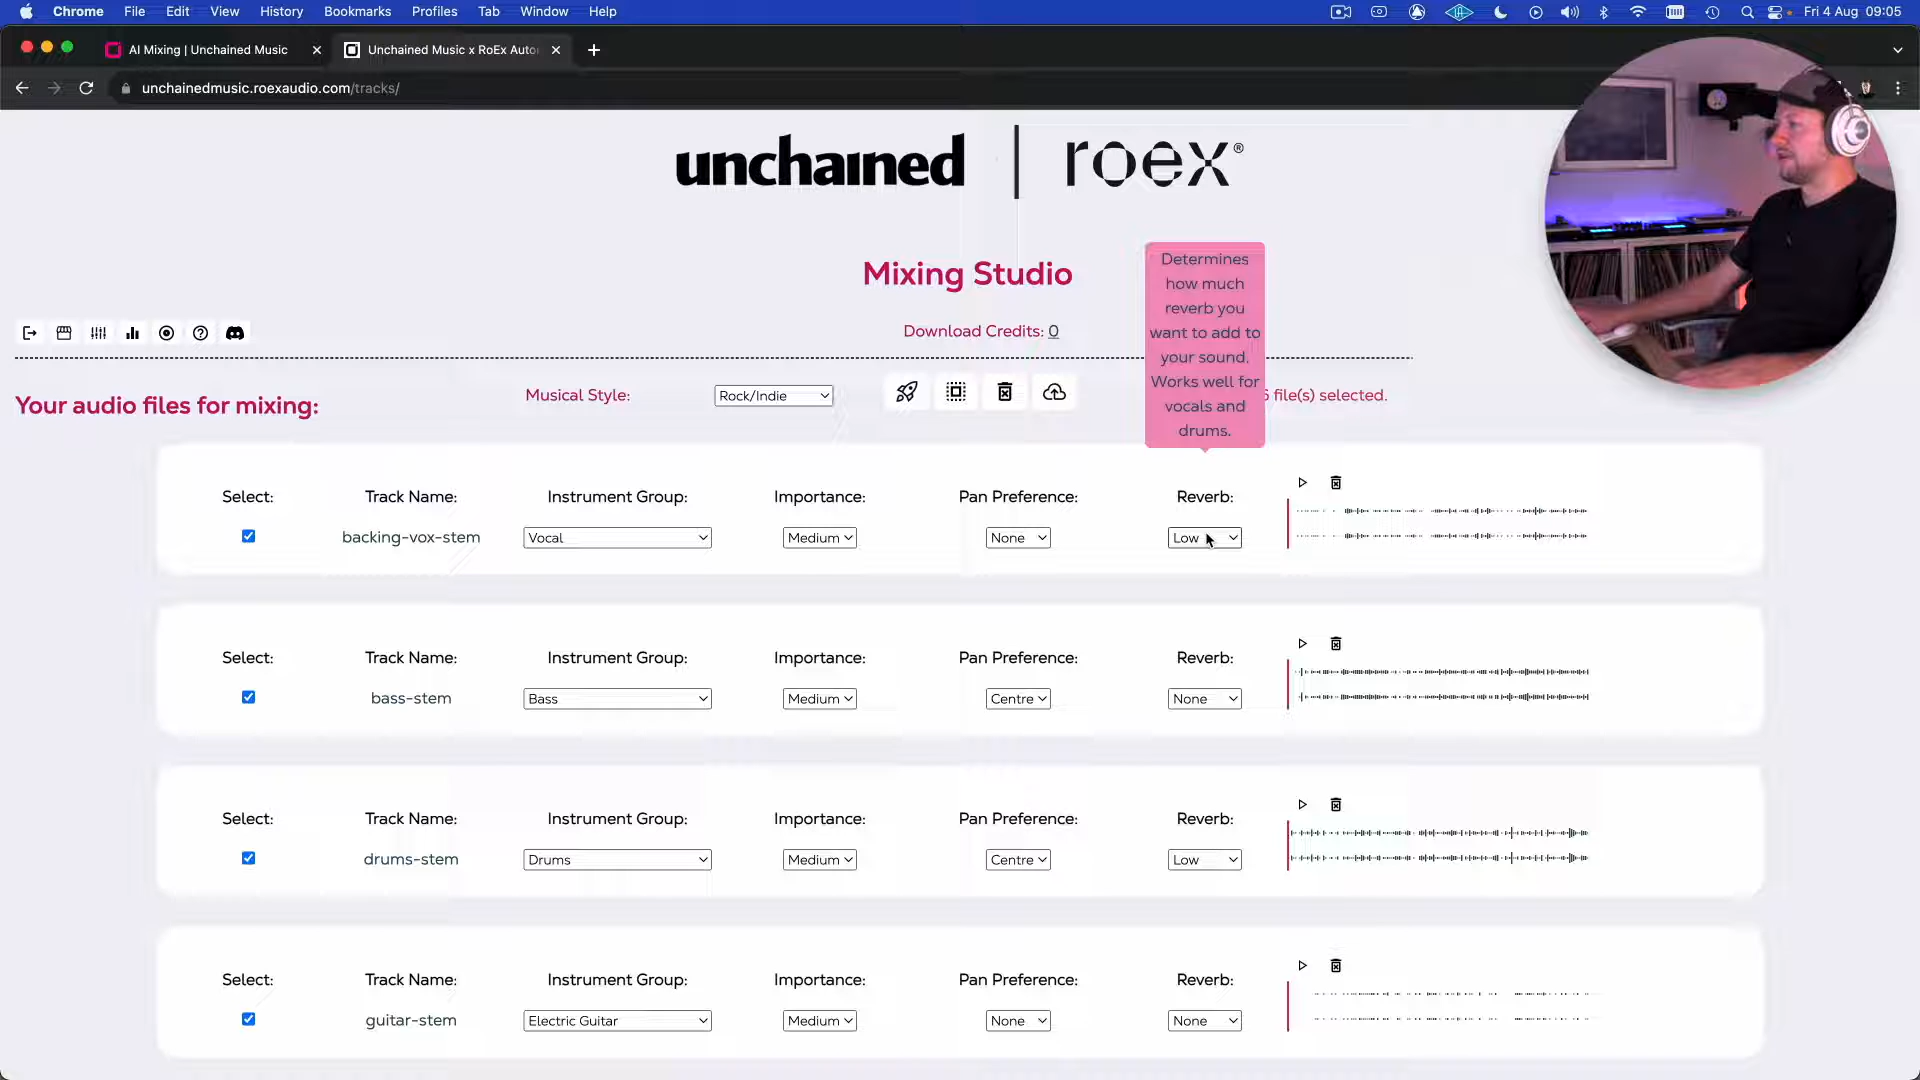 Chrome File Edit View History Bookmarks Profiles Tab Window Help Fri 4 Aug 09:05
AI Mixing | Unchained Music Unchained Music x RoEx Auto
unchainedmusic.roexaudio.com/tracks/
unchained | roex®
Mixing Studio
Download Credits: 0
Determines
how much
reverb you
want to add to
your sound.
Works well for
vocals and
drums.
Your audio files for mixing: Musical Style: Rock/Indie file(s) selected.
Select: Track Name: Instrument Group: Importance: Pan Preference: Reverb:
backing-vox-stem Vocal Medium None Low
Select: Track Name: Instrument Group: Importance: Pan Preference: Reverb:
bass-stem Bass Medium Centre None
Select: Track Name: Instrument Group: Importance: Pan Preference: Reverb:
drums-stem Drums Medium Centre Low
Select: Track Name: Instrument Group: Importance: Pan Preference: Reverb:
guitar-stem Electric Guitar Medium None None